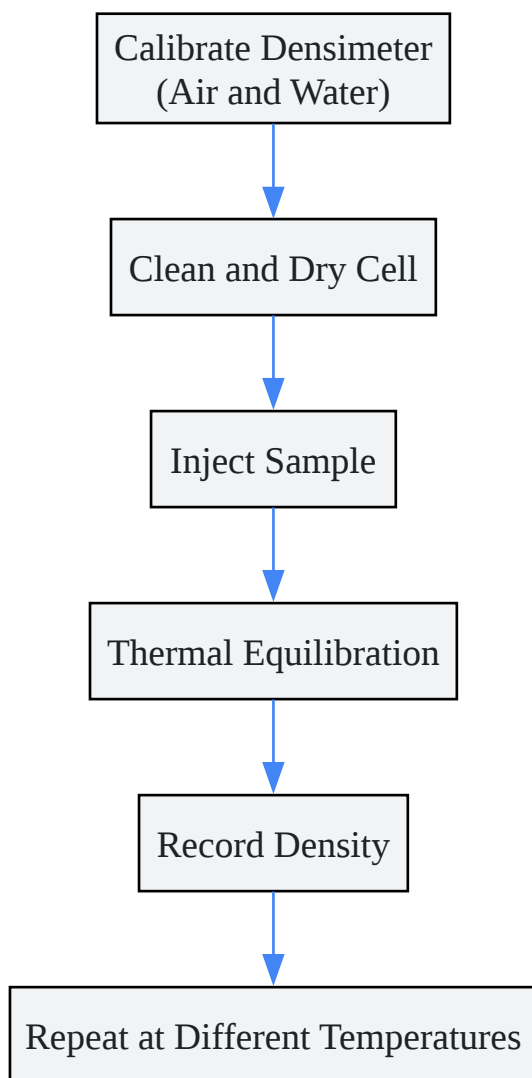 Calibrate Densimeter
(Air and Water)
Clean and Dry Cell
Inject Sample
Thermal Equilibration
Record Density
Repeat at Different Temperatures